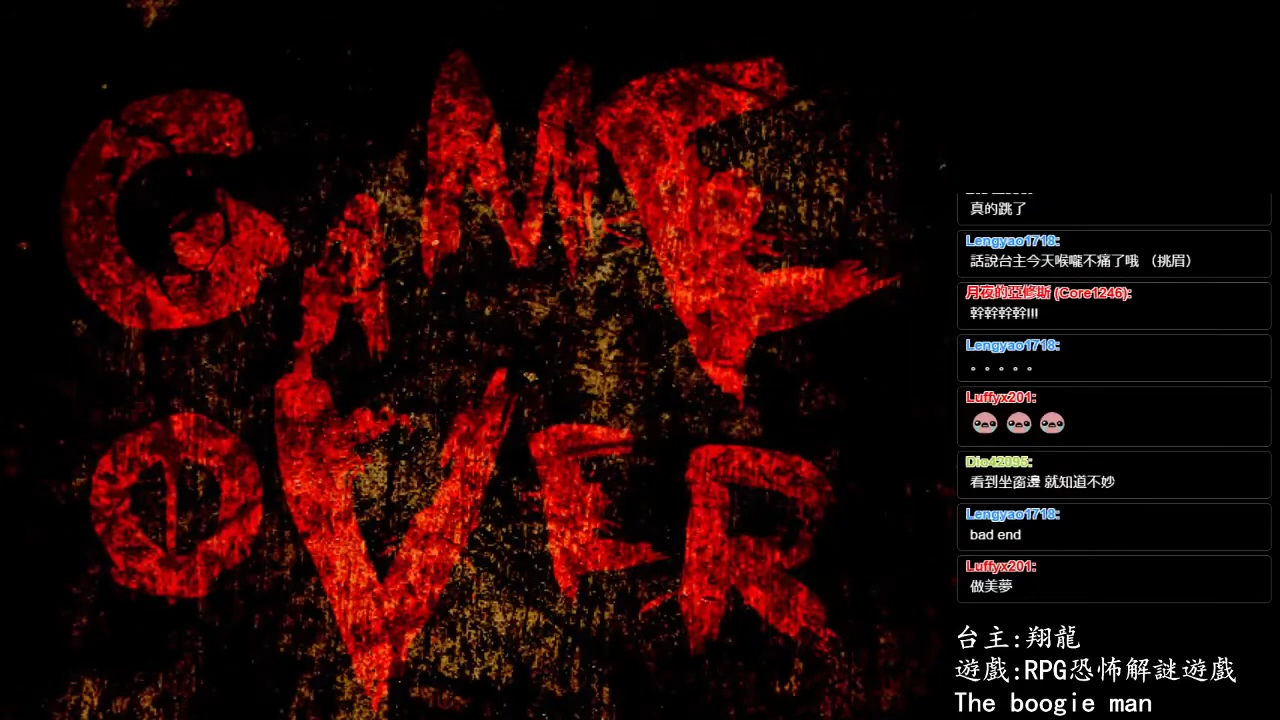 GAME
OVER
真的跳了
Lengyao1718:
話說台主今天喉嚨不痛了哦 （挑眉）
月夜的亞修斯 (Core1246):
幹幹幹幹!!!
Lengyao1718:
。。。。。
Luffyx201:
Dio42095:
看到坐窗邊 就知道不妙
Lengyao1718:
bad end
Luffyx201:
做美夢
台主:翔龍
遊戲:RPG恐怖解謎遊戲
The boogie man